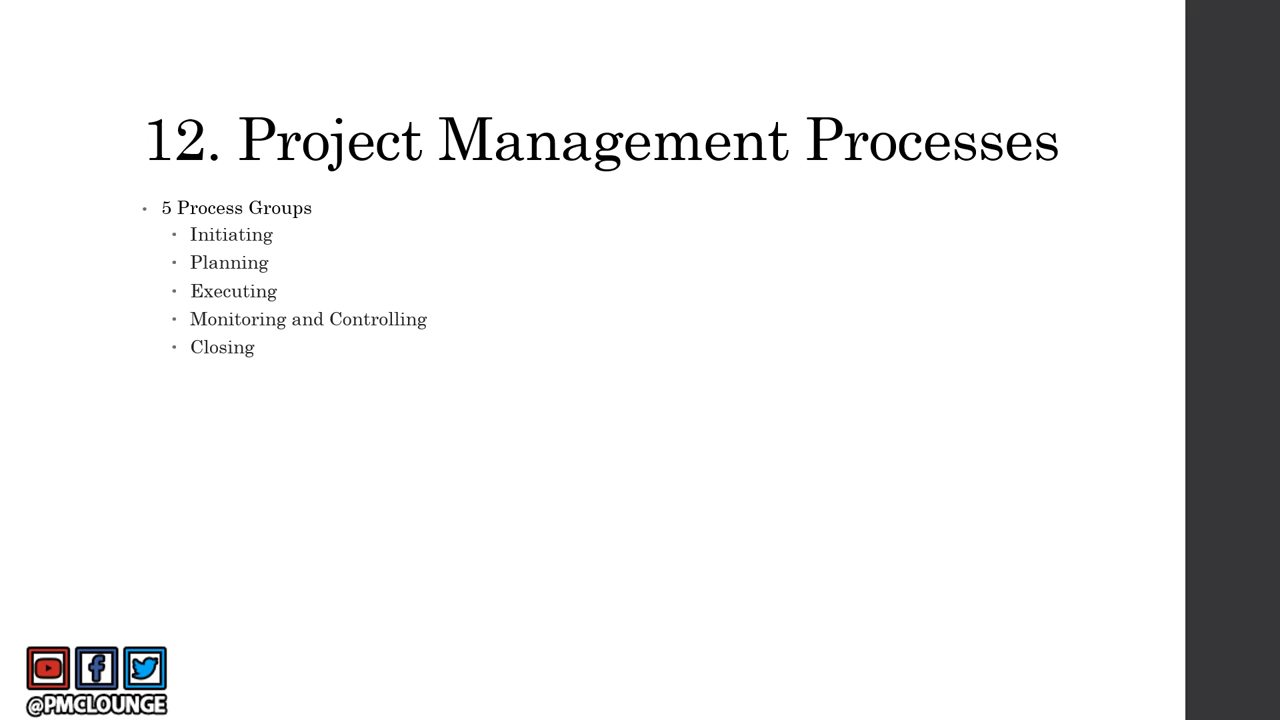 12. Project Management Processes
5 Process Groups
Initiating
Planning
Executing
Monitoring and Controlling
Closing
@PMCLOUNGE